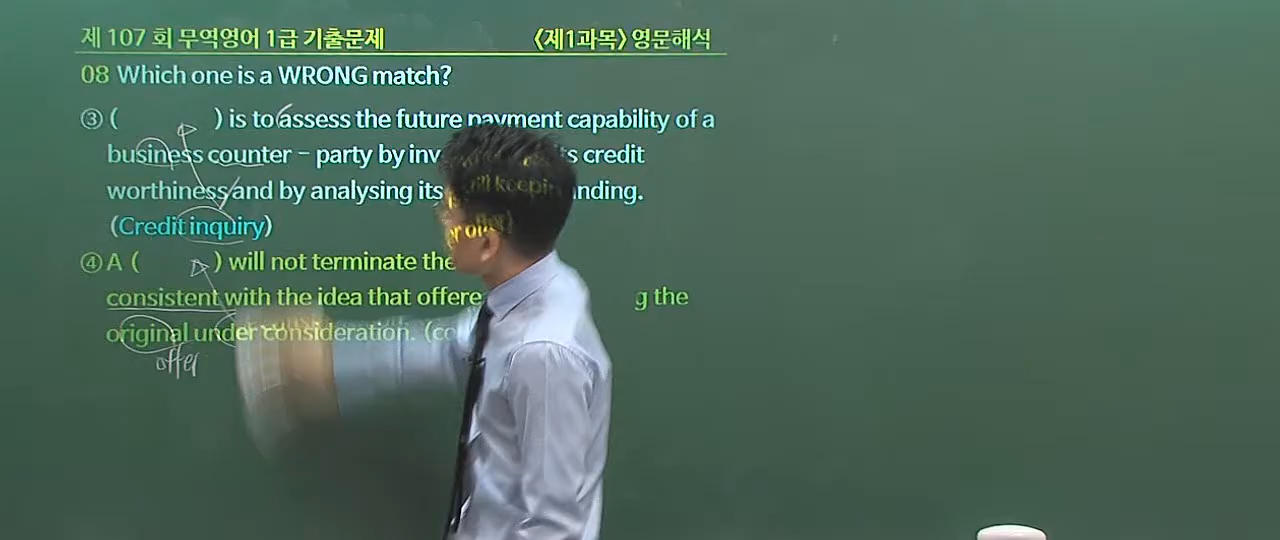 제 107 회 무역영어 1급 기출문제 〈제1과목〉 영문해석
08 Which one is a WRONG match?
③ ( ) is to assess the future payment capability of a
business counter – party by inv its credit
worthiness and by analysing its nding.
(Credit inquiry)
④ A ( ) will not terminate the
consistent with the idea that offere g the
original under consideration. (co
offer